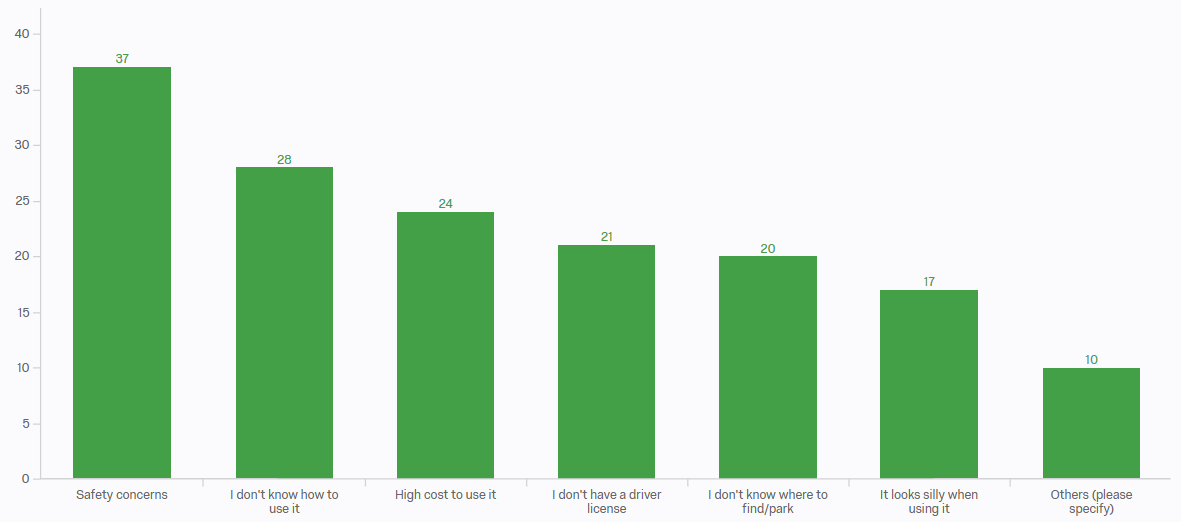 40
35
30
25
20
15
10
5
0
37
28
24
21
20
17
10
Safety concerns
I don't know how to
use it
High cost to use it
I don't have a driver
license
I don't know where to
find/park
It looks silly when
using it
Others (please
specify)